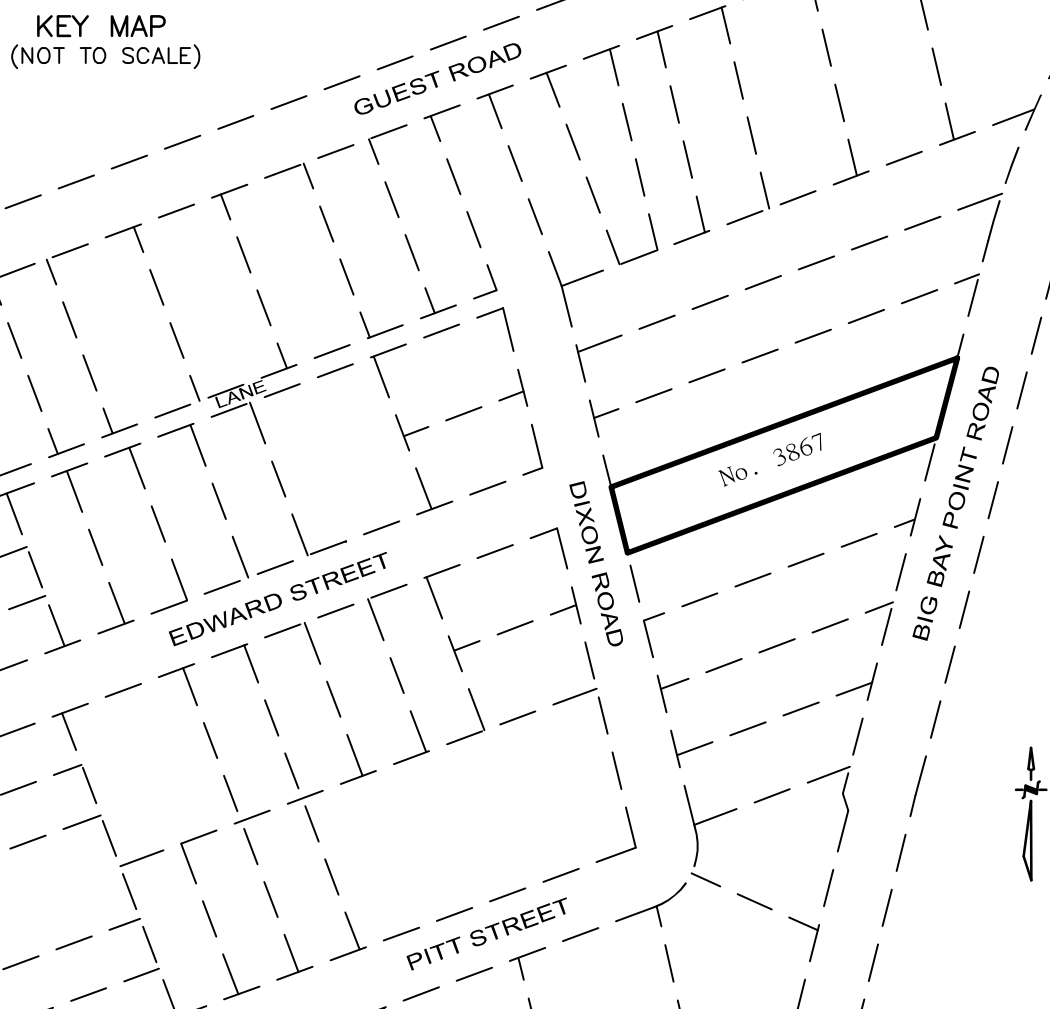 KEY MAP
(NOT TO SCALE)
GUEST ROAD
LANE
No. 3867
BIG BAY POINT ROAD
DIXON ROAD
EDWARD STREET
N
PITT STREET